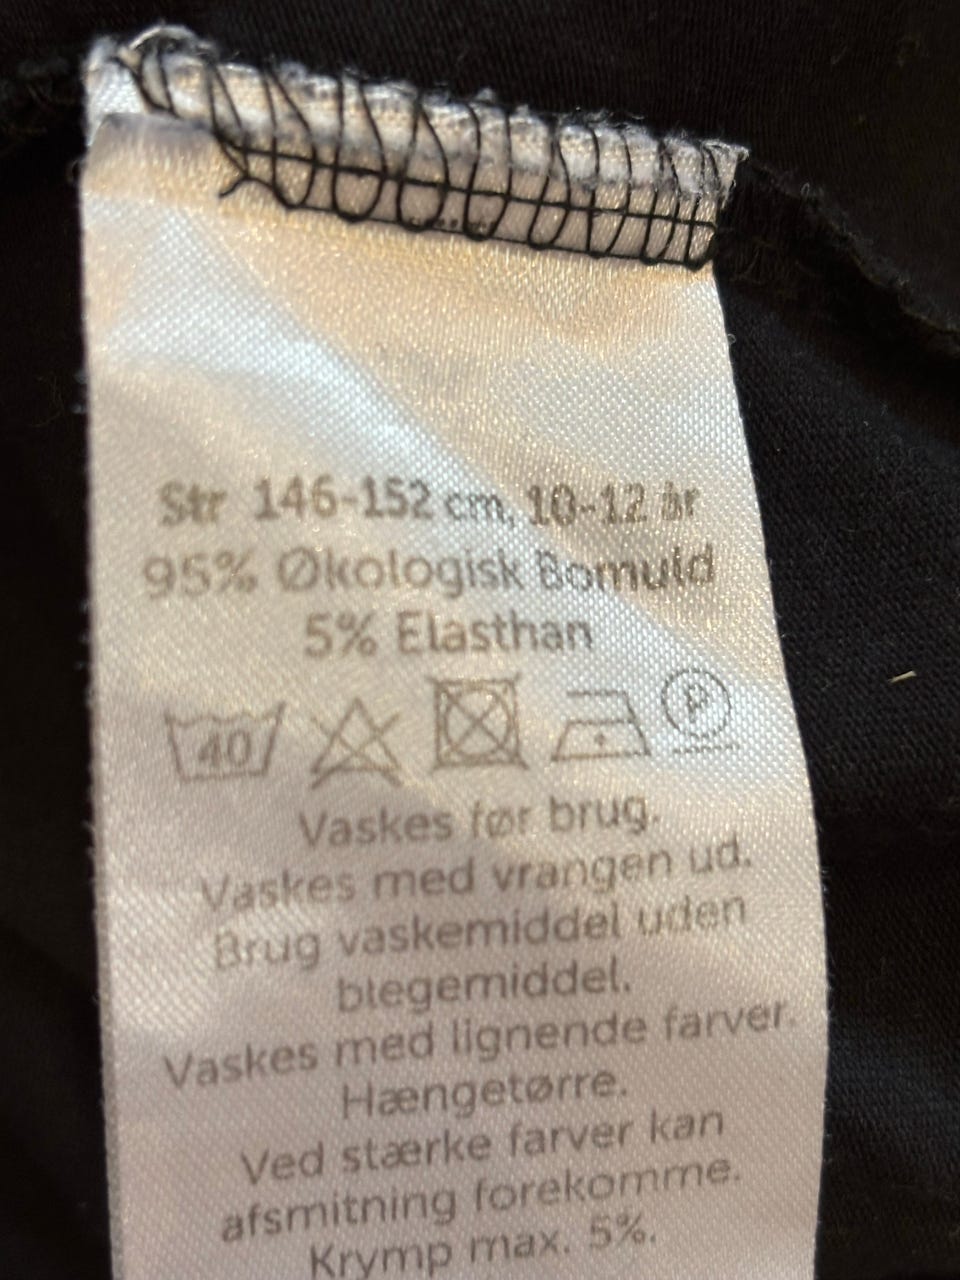 Str 146-152 cm, 10-12 år
95% Økologisk Bomuld
5% Elasthan
40 P
Vaskes før brug.
Vaskes med vrangen ud.
Brug vaskemiddel uden
blegemiddel.
Vaskes med lignende farver.
Hængetørre.
Ved stærke farver kan
afsmitning forekomme.
Krymp max. 5%.